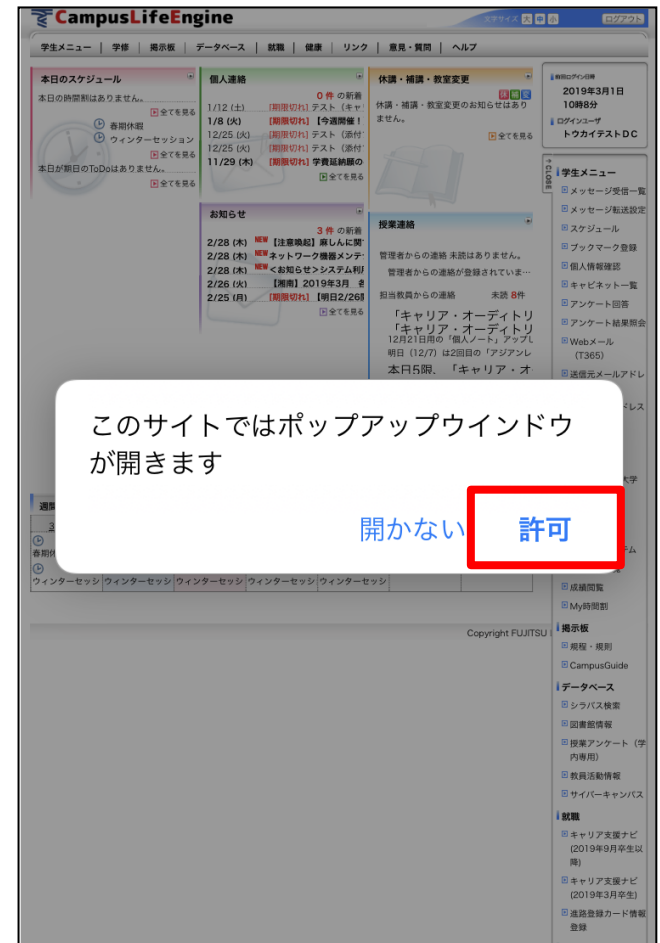 CampusLifeEngine
文字サイズ 大 中 小
ログアウト
学生メニュー | 学修 | 掲示板 | データベース | 就職 | 健康 | リンク | 意見・質問 | ヘルプ
本日のスケジュール
本日の時間割はありません。
全てを見る
春期休暇
ウィンターセッション
全てを見る
本日が期日のToDoはありません。
全てを見る
個人連絡
0 件 の新着
1/12 (土) [期限切れ] テスト（キャ
1/8 (火) [期限切れ] 【今週開催！
12/25 (火) [期限切れ] テスト（添付
12/25 (火) [期限切れ] テスト（添付
11/29 (木) [期限切れ] 学費延納願の
全てを見る
お知らせ
3 件 の新着
2/28 (木) NEW 【注意喚起】麻しんに関
2/28 (木) NEW ネットワーク機器メンテ
2/28 (木) NEW <お知らせ>システム利用
2/26 (火) 【湘南】2019年3月
2/25 (月) [期限切れ] 【明日2/26
全てを見る
休講・補講・教室変更
休 補 変
休講・補講・教室変更のお知らせはあり
ません。
全てを見る
授業連絡
管理者からの連絡 未読はありません。
管理者からの連絡が登録されていま…
担当教員からの連絡 未読 8件
「キャリア・オーディトリ
「キャリア・オーディトリ
12月21日用の「個人ノート」アップし
明日（12/7）は2回目の「アジアンレ
本日5限、「キャリア・オ
前回ログイン日時
2019年3月1日
10時8分
ログインユーザ
トウカイテストＤＣ
CLOSE
学生メニュー
メッセージ受信一覧
メッセージ転送設定
スケジュール
ブックマーク登録
個人情報確認
キャビネット一覧
アンケート回答
アンケート結果照会
Webメール
(T365)
送信元メールアドレ
ドレス
大学
このサイトではポップアップウインドウ
が開きます
開かない
許可
週間
3
春期休
テム
ウィンターセッシ ウィンターセッシ ウィンターセッシ ウィンターセッシ ウィンターセッシ
成績閲覧
My時間割
Copyright FUJITSU
掲示板
規程・規則
CampusGuide
データベース
シラバス検索
図書館情報
授業アンケート（学
内専用）
教員活動情報
サイバーキャンパス
就職
キャリア支援ナビ
(2019年9月卒生以
降)
キャリア支援ナビ
(2019年3月卒生)
進路登録カード情報
登録